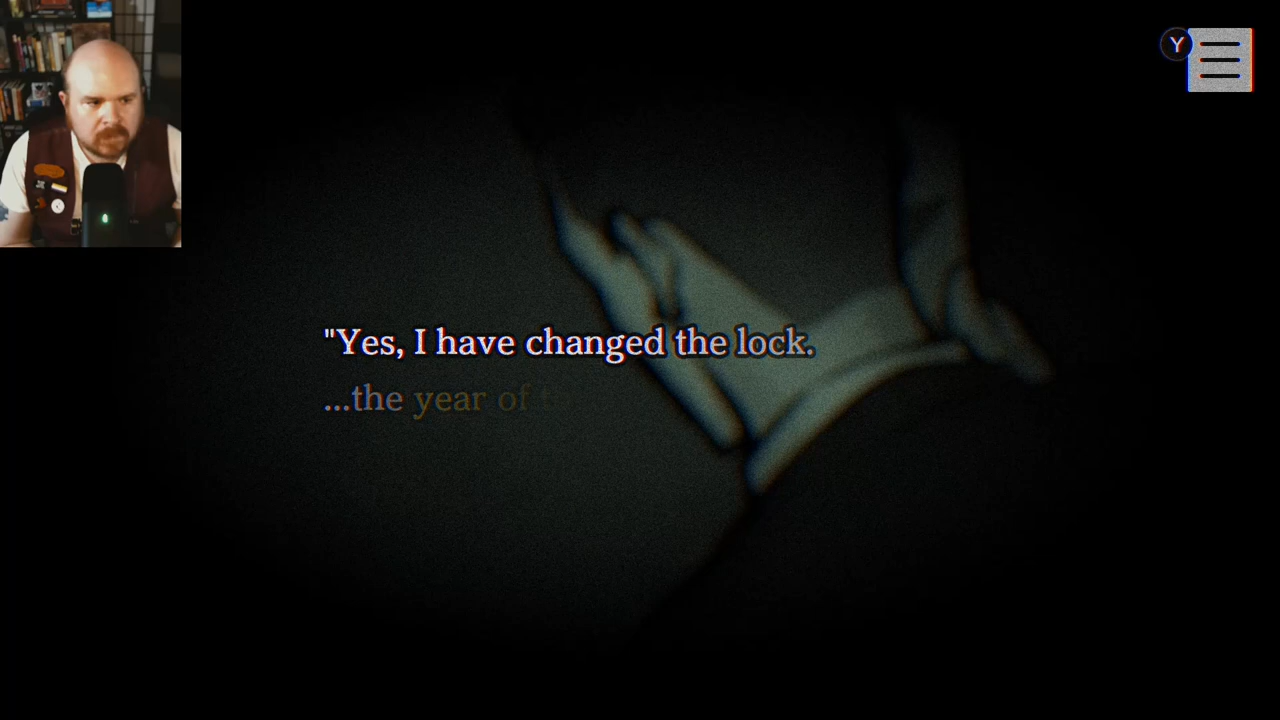 Y
"Yes, I have changed the lock.
...the year of